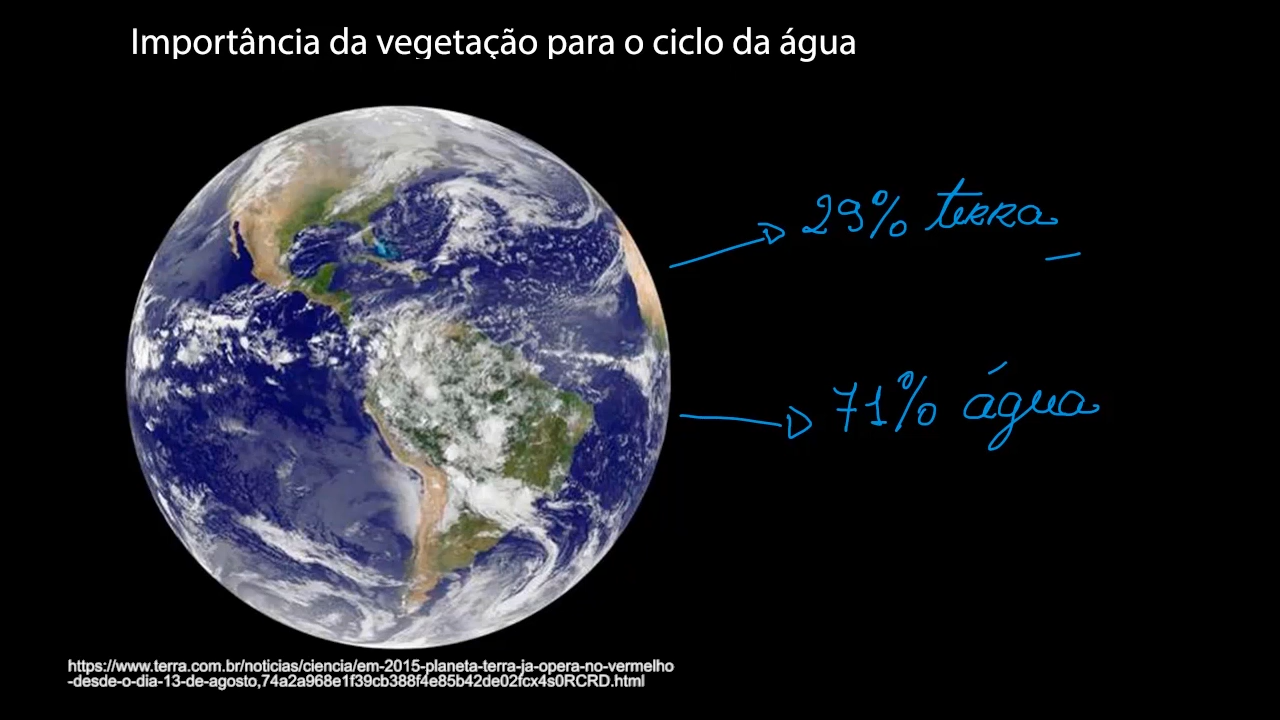 Importância da vegetação para o ciclo da água
29% terra
71% água
https://www.terra.com.br/noticias/ciencia/em-2015-planeta-terra-ja-opera-no-vermelho
-desde-o-dia-13-de-agosto,74a2a968e1f39cb388f4e85b42de02fcx4s0RCRD.html